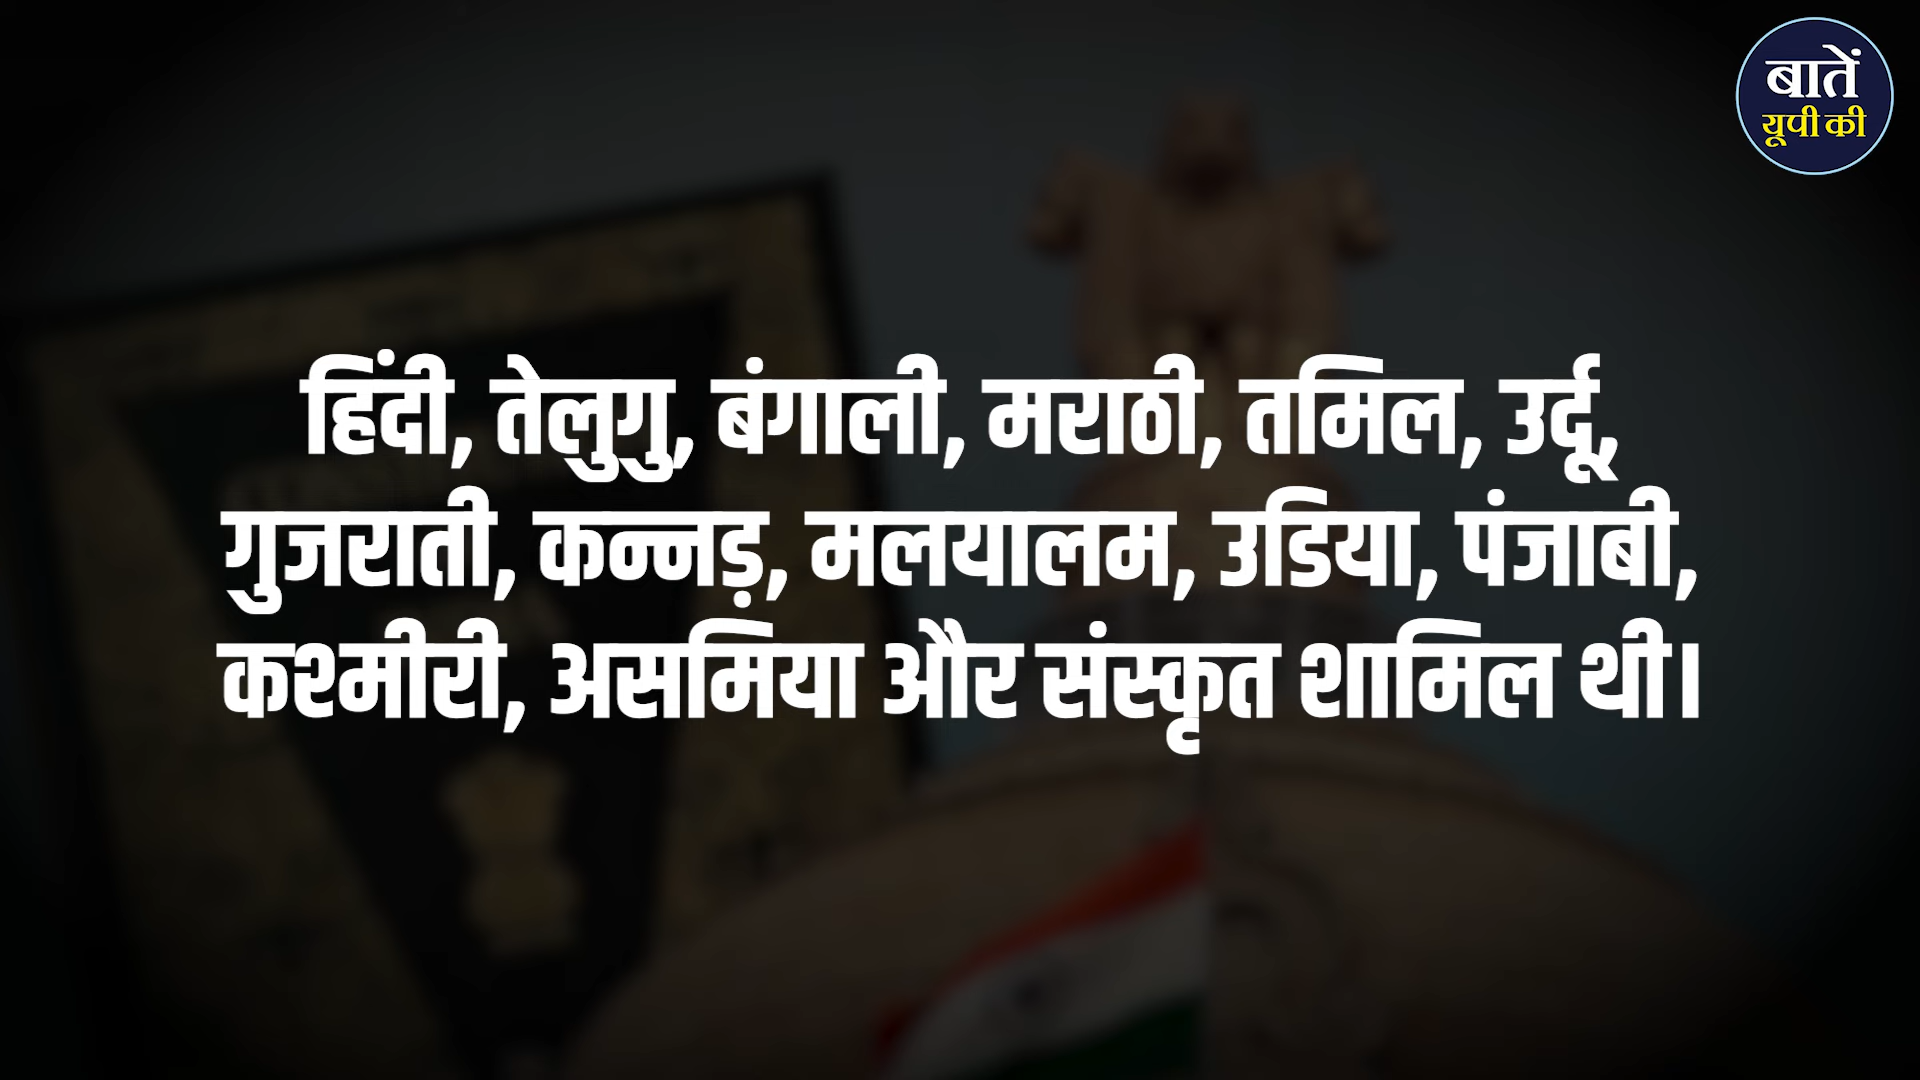 बातें
यूपी की
हिंदी, तेलुगु, बंगाली, मराठी, तमिल, उर्दू,
गुजराती, कन्नड़, मलयालम, उडिया, पंजाबी,
कश्मीरी, असमिंया और संस्कृत शामिल थी।